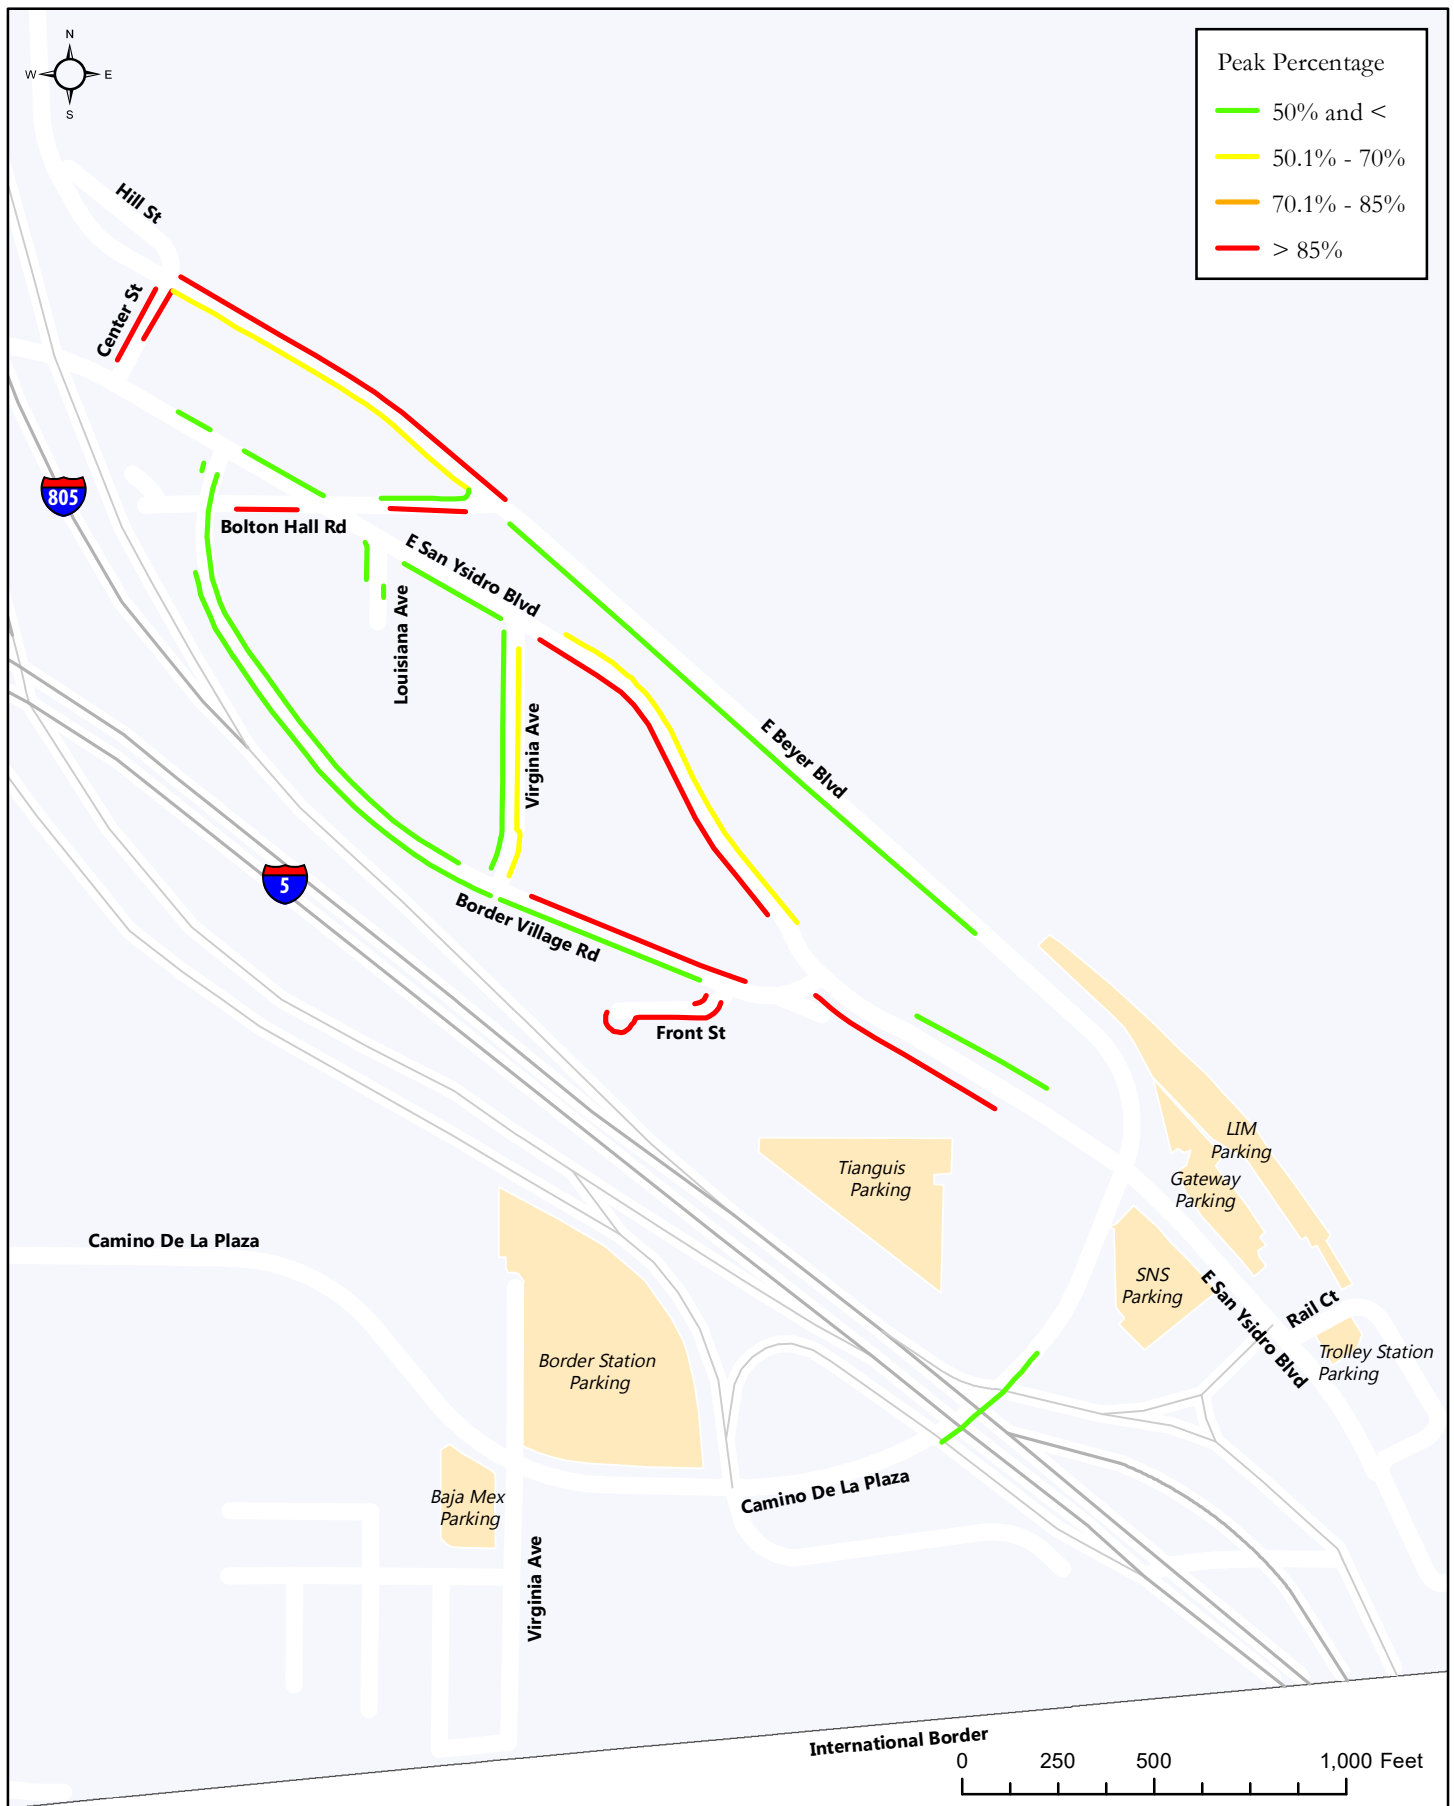 N
W E
S
Peak Percentage
50% and <
50.1% - 70%
70.1% - 85%
> 85%
Hill St
Center St
805
Bolton Hall Rd
E San Ysidro Blvd
Louisiana Ave
Virginia Ave
E Beyer Blvd
5
Border Village Rd
Front St
LIM
Parking
Tianguis
Parking
Gateway
Parking
Camino De La Plaza
SNS
Parking
E San Ysidro Blvd
Rail Ct
Trolley Station
Parking
Border Station
Parking
Baja Mex
Parking
Camino De La Plaza
Virginia Ave
International Border
0 250 500 1,000 Feet